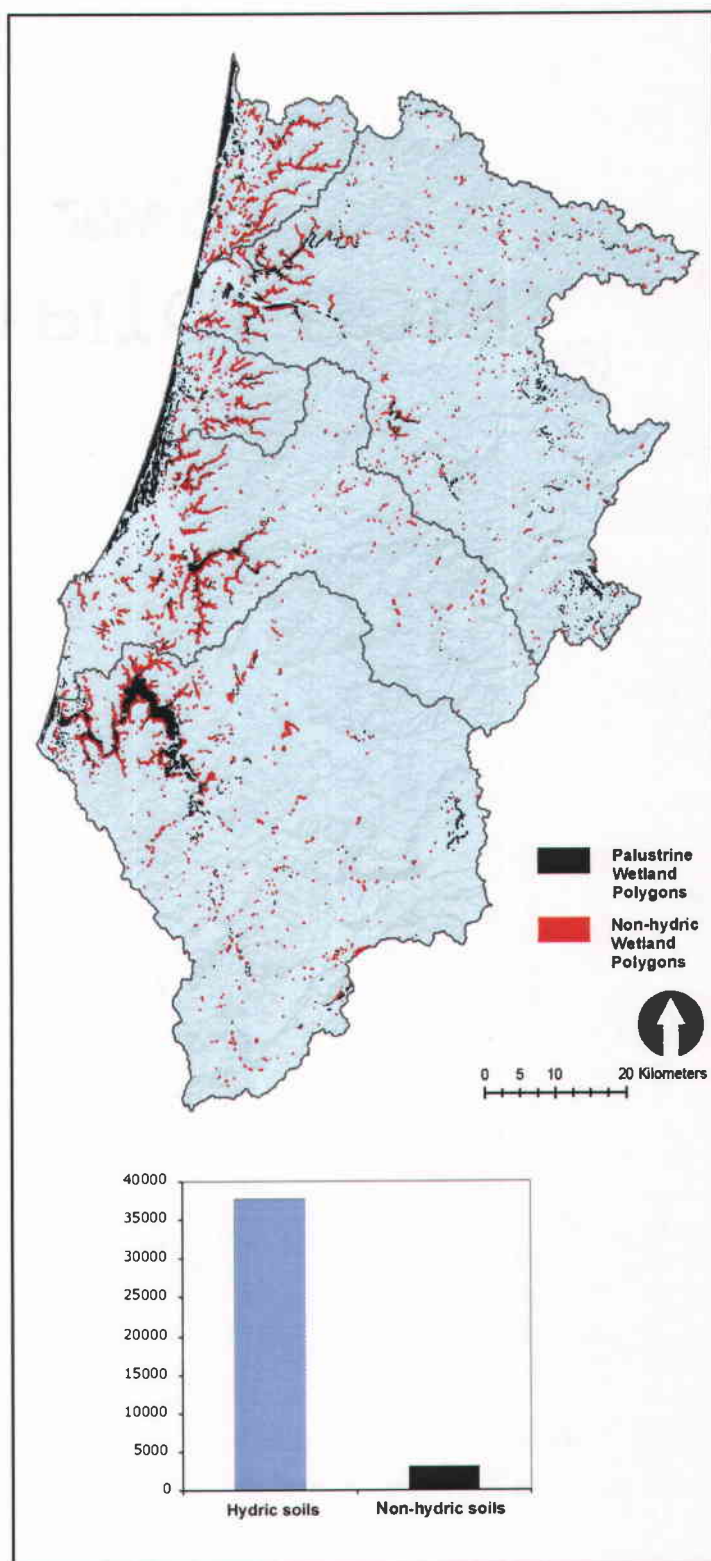 Palustrine
Wetland
Polygons
Non-hydric
Wetland
Polygons
0 5 10 20 Kilometers
40000
35000
30000
25000
20000
15000
10000
5000
0
Hydric soils Non-hydric soils